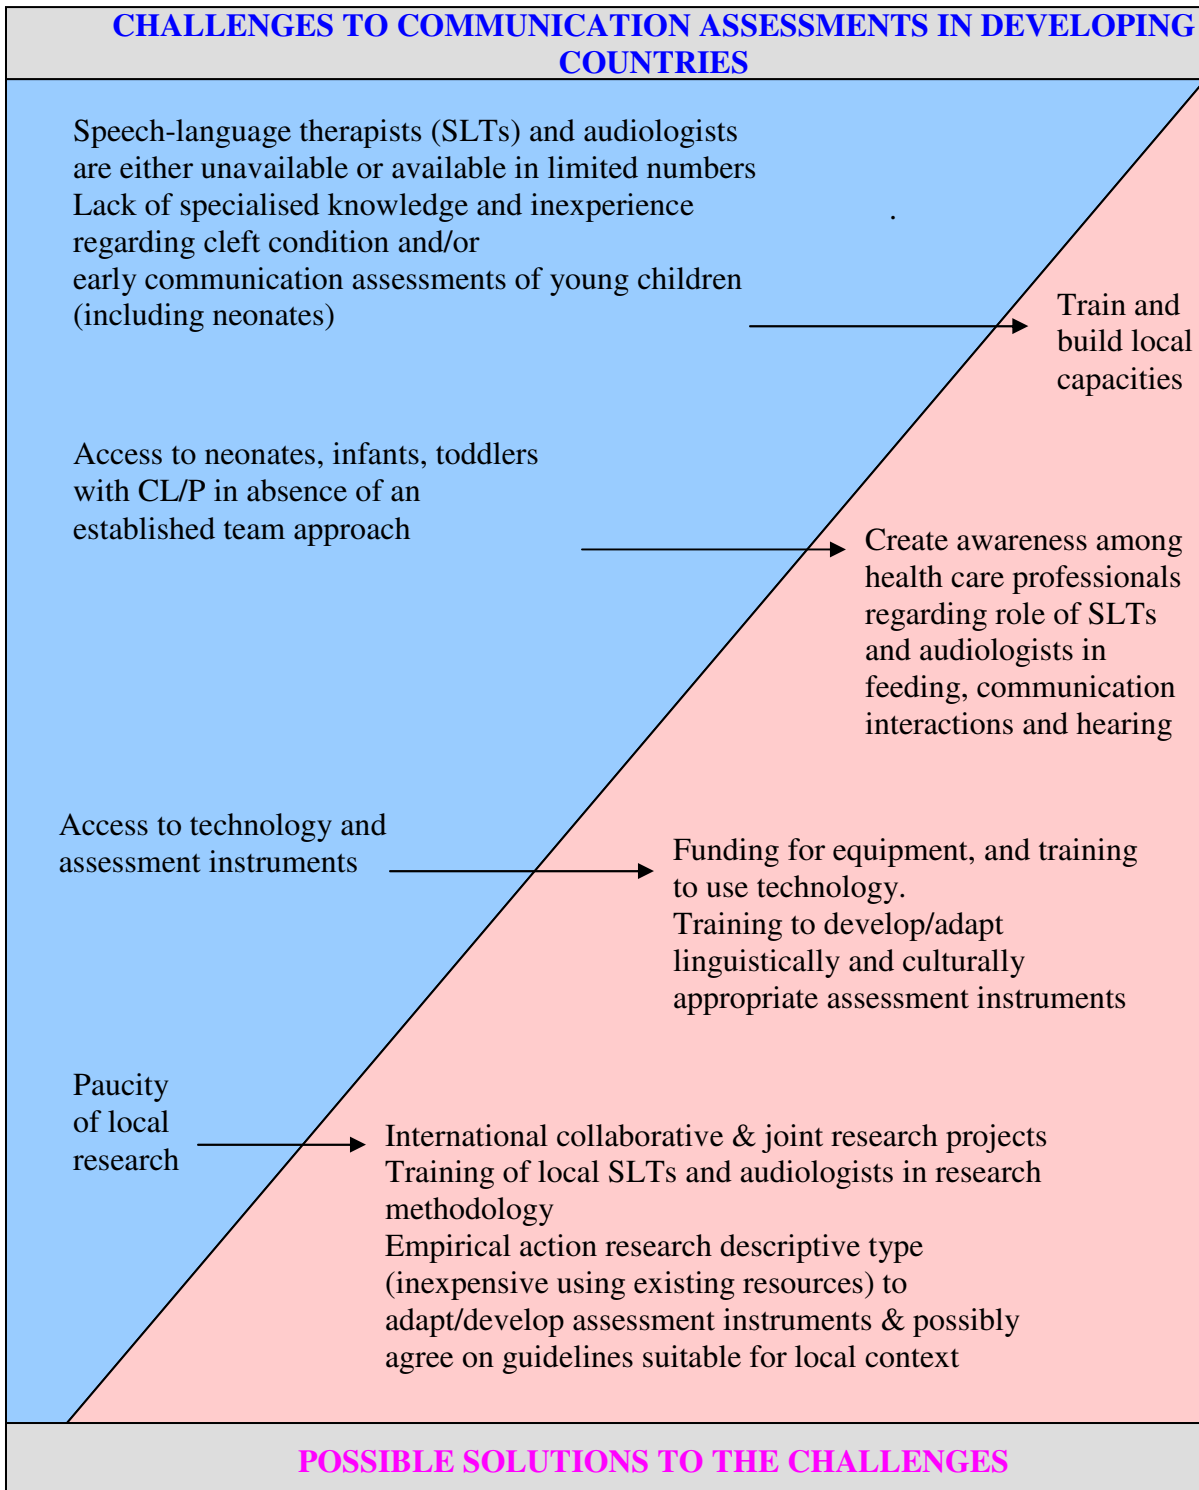 CHALLENGES TO COMMUNICATION ASSESSMENTS IN DEVELOPING
COUNTRIES
Speech-language therapists (SLTs) and audiologists
are either unavailable or available in limited numbers
Lack of specialised knowledge and inexperience
regarding cleft condition and/or
early communication assessments of young children
(including neonates)
.
Train and
build local
capacities
Access to neonates, infants, toddlers
with CL/P in absence of an
established team approach
Create awareness among
health care professionals
regarding role of SLTs
and audiologists in
feeding, communication
interactions and hearing
Access to technology and
assessment instruments
Funding for equipment, and training
to use technology.
Training to develop/adapt
linguistically and culturally
appropriate assessment instruments
Paucity
of local
research
International collaborative & joint research projects
Training of local SLTs and audiologists in research
methodology
Empirical action research descriptive type
(inexpensive using existing resources) to
adapt/develop assessment instruments & possibly
agree on guidelines suitable for local context
POSSIBLE SOLUTIONS TO THE CHALLENGES